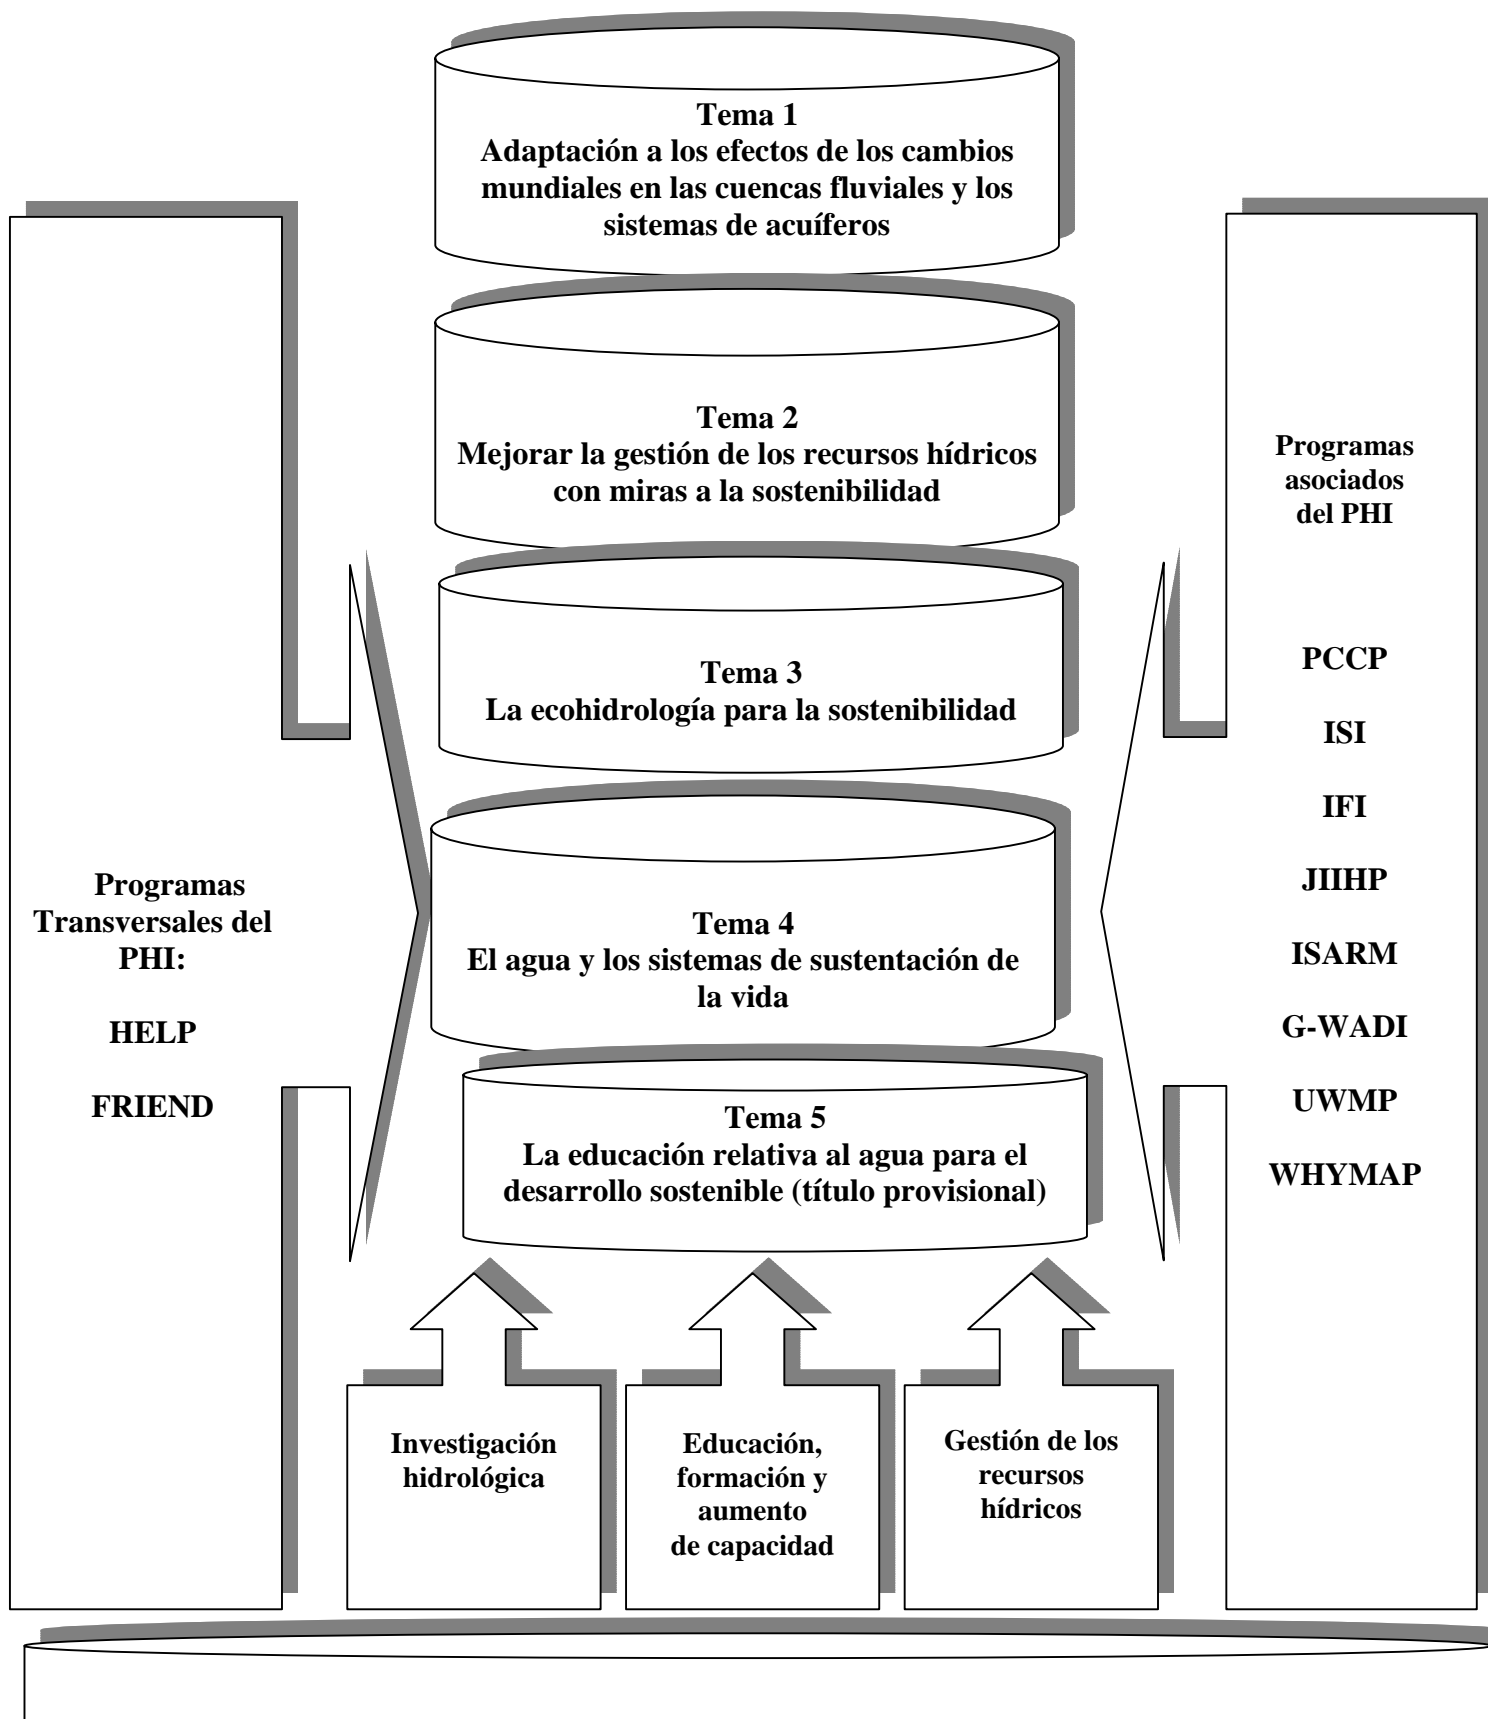 Tema 1
Adaptación a los efectos de los cambios
mundiales en las cuencas fluviales y los
sistemas de acuíferos
Tema 2
Mejorar la gestión de los recursos hídricos
con miras a la sostenibilidad
Tema 3
La ecohidrología para la sostenibilidad
Tema 4
El agua y los sistemas de sustentación de
la vida
Tema 5
La educación relativa al agua para el
desarrollo sostenible (título provisional)
Programas
Transversales del
PHI:
HELP
FRIEND
Programas
asociados
del PHI
PCCP
ISI
IFI
JIIHP
ISARM
G-WADI
UWMP
WHYMAP
Investigación
hidrológica
Educación,
formación y
aumento
de capacidad
Gestión de los
recursos
hídricos